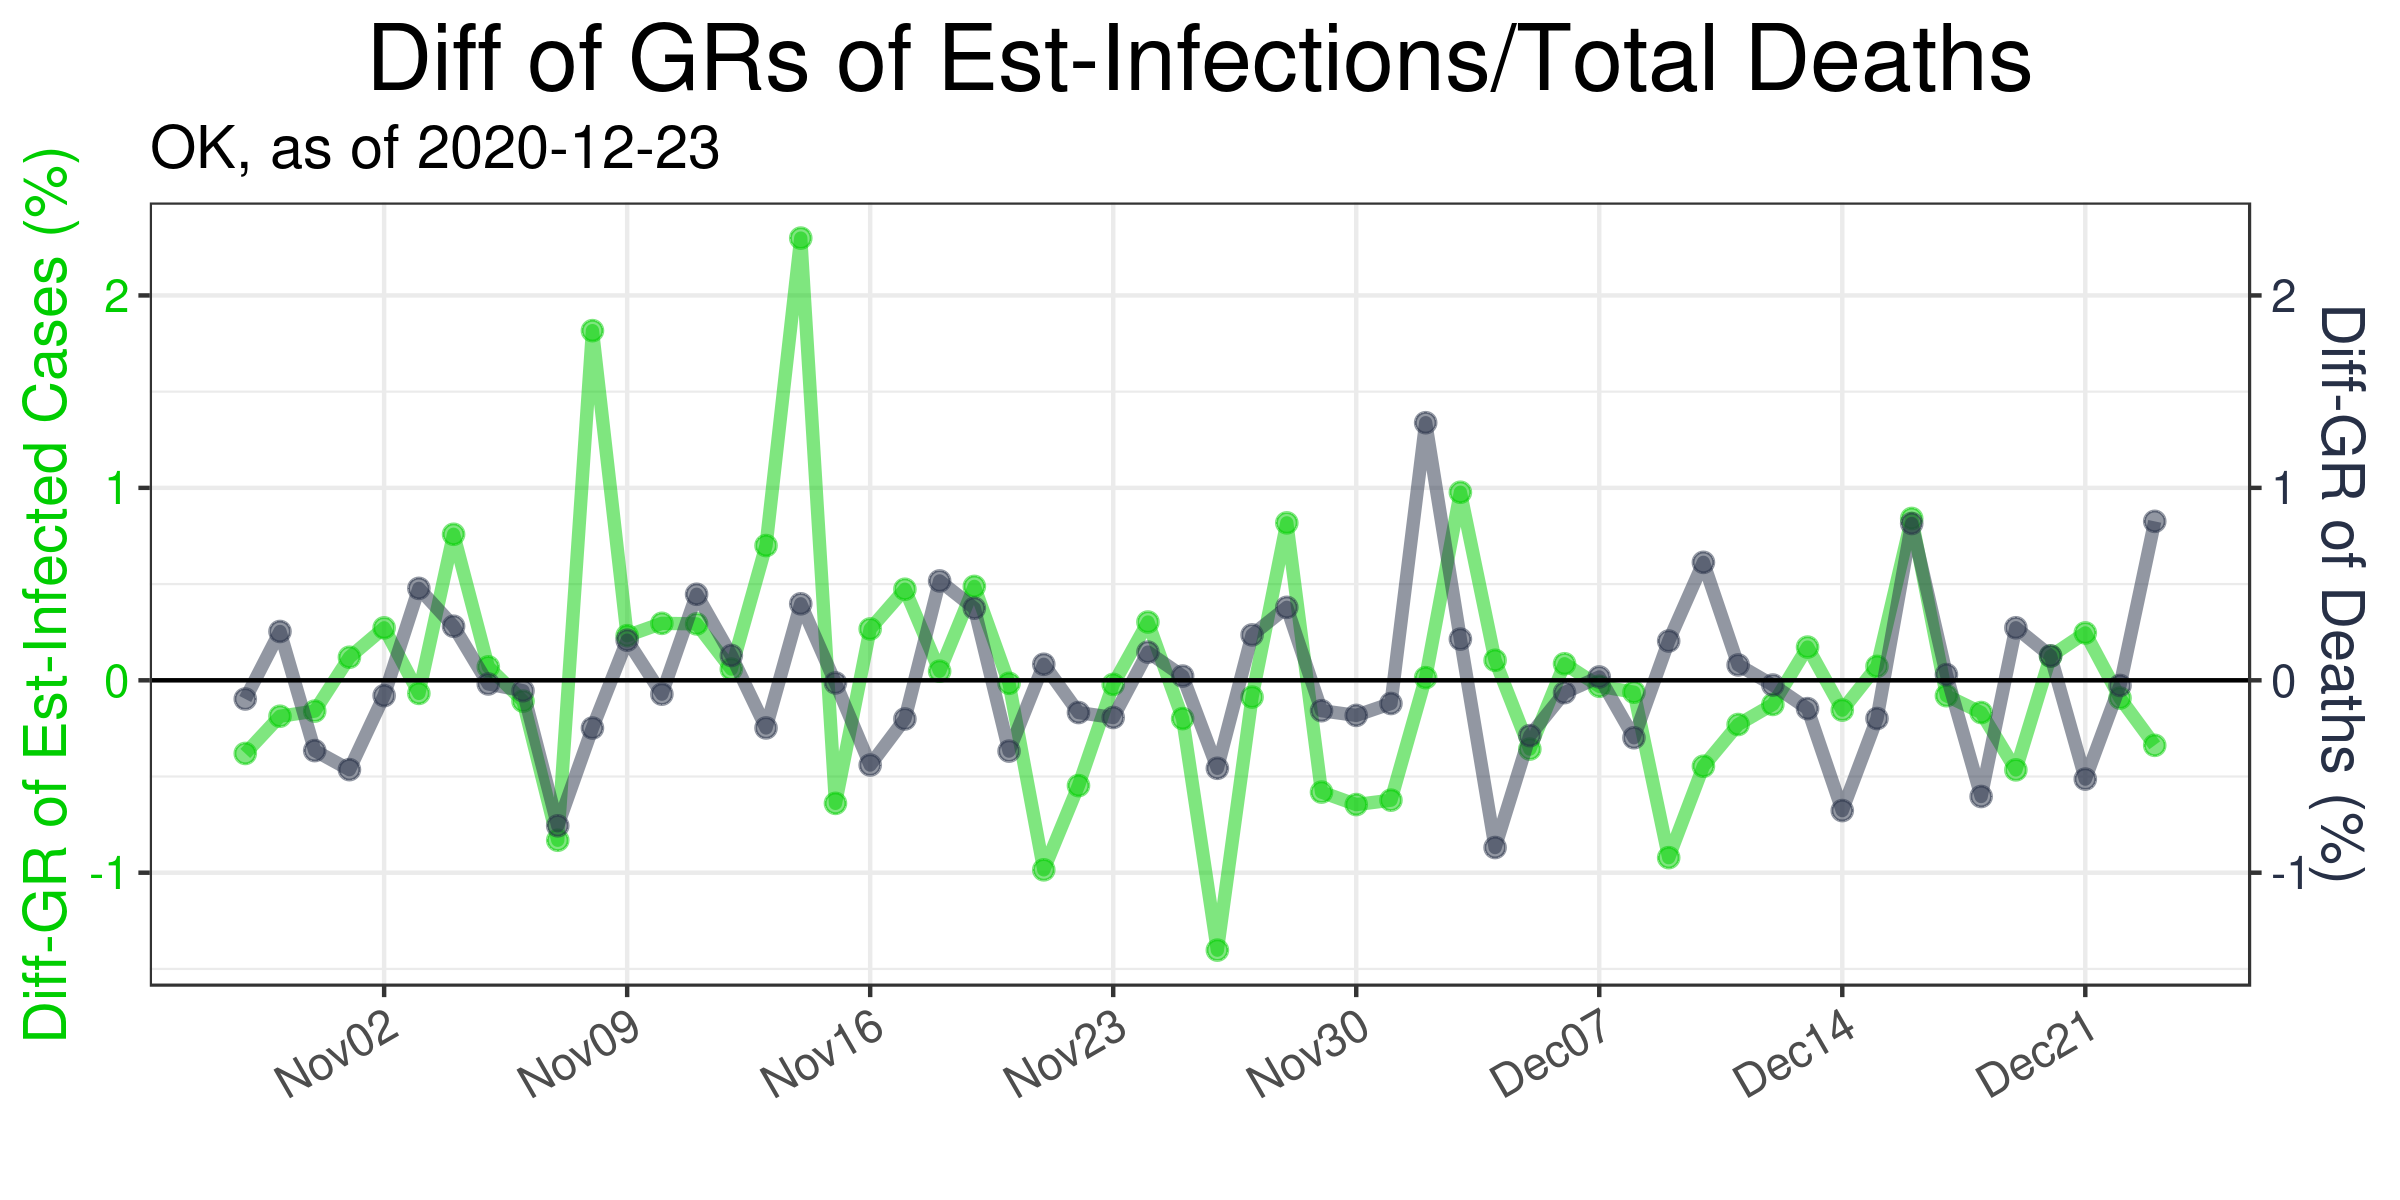 Diff of GRs of Est-Infections/Total Deaths
OK, as of 2020-12-23
Diff-GR of Est-Infected Cases (%)
2
1
0
-1
2
1
0
-1
Diff-GR of Deaths (%)
Nov02
Nov09
Nov16
Nov23
Nov30
Dec07
Dec14
Dec21